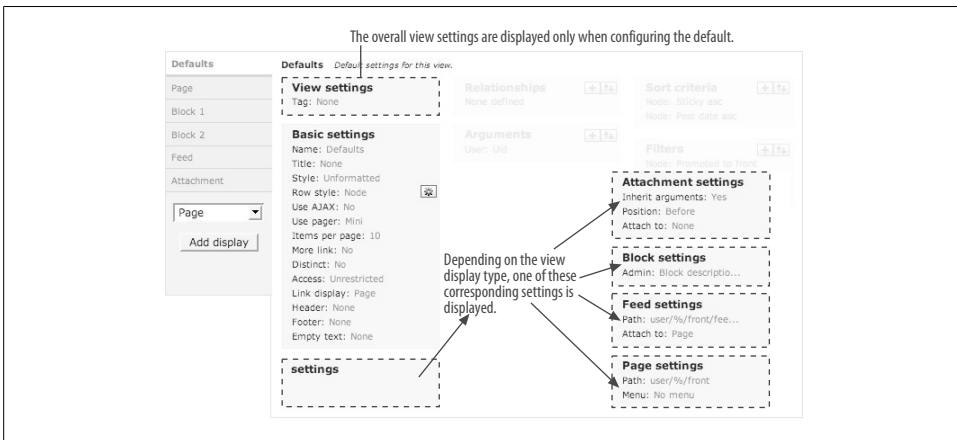 The overall view settings are displayed only when configuring the default.
Defaults
Page
Block 1
Block 2
Feed
Attachment
Page
Add display
Defaults Default settings for this view.
View settings
Tag: None
Basic settings
Name: Defaults
Title: None
Style: Unformatted
Row style: Node
Use AJAX: No
Use pager: Mini
Items per page: 10
More link: No
Distinct: No
Access: Unrestricted
Link display: Page
Header: None
Footer: None
Empty text: None
settings
Relationships
None defined
Arguments
User: Uid
Sort criteria
Node: Sticky asc
Node: Post date asc
Filters
Node: Promoted to front
Depending on the view
display type, one of these
corresponding settings is
displayed.
Attachment settings
Inherit arguments: Yes
Position: Before
Attach to: None
Block settings
Admin: Block descriptio...
Feed settings
Path: user/%/front/fee...
Attach to: Page
Page settings
Path: user/%/front
Menu: No menu